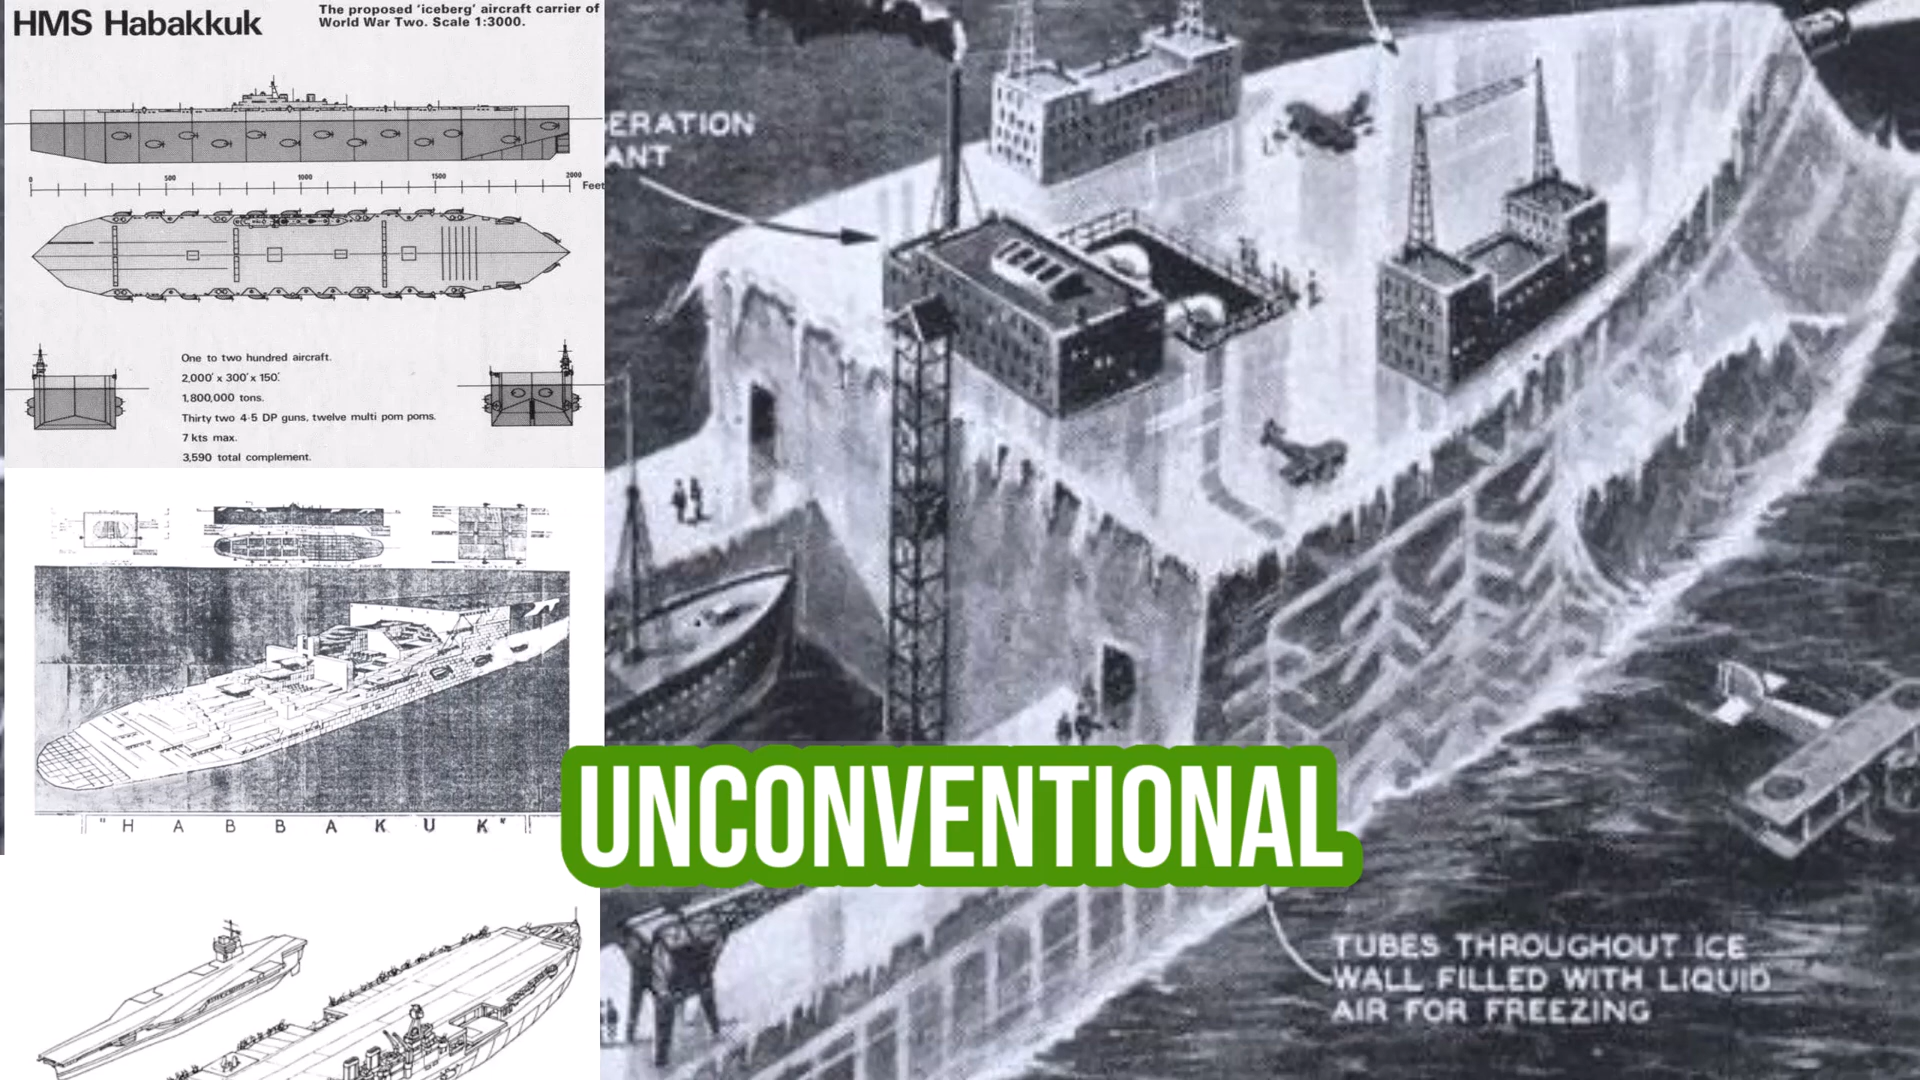 HMS Habakkuk
The proposed 'iceberg' aircraft carrier of
World War Two. Scale 1:3000.
0 500 1000 1500 2000
Feet
One to two hundred aircraft.
2,000' x 300' x 150'.
1,800,000 tons.
Thirty two 4·5 DP guns, twelve multi pom poms.
7 kts max.
3,590 total complement.
"HABBAKUK"
ERATION
ANT
UNCONVENTIONAL
TUBES THROUGHOUT ICE
WALL FILLED WITH LIQUID
AIR FOR FREEZING